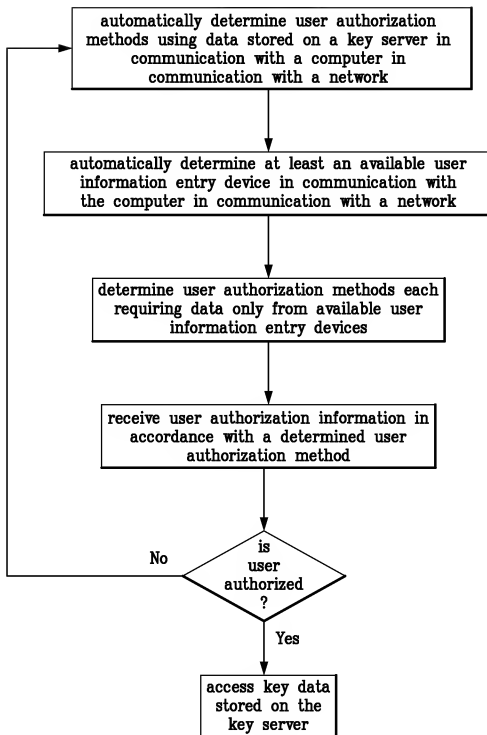 automatically determine user authorization
methods using data stored on a key server in
communication with a computer in
communication with a network
automatically determine at least an available user
information entry device in communication with
the computer in communication with a network
determine user authorization methods each
requiring data only from available user
information entry devices
receive user authorization information in
accordance with a determined user
authorization method
is
user
authorized
?
No
Yes
access key data
stored on the
key server